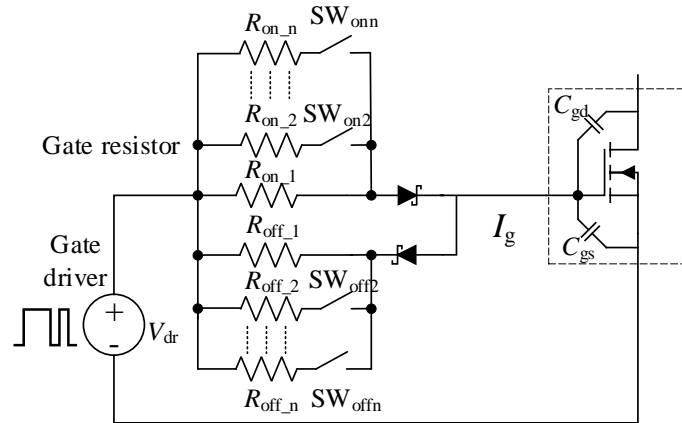 R_on_n SW_onn
R_on_2 SW_on2
Gate resistor
R_on_1
R_off_1
R_off_2 SW_off2
R_off_n SW_offn
Gate
driver
+
-
V_dr
I_g
C_gd
C_gs